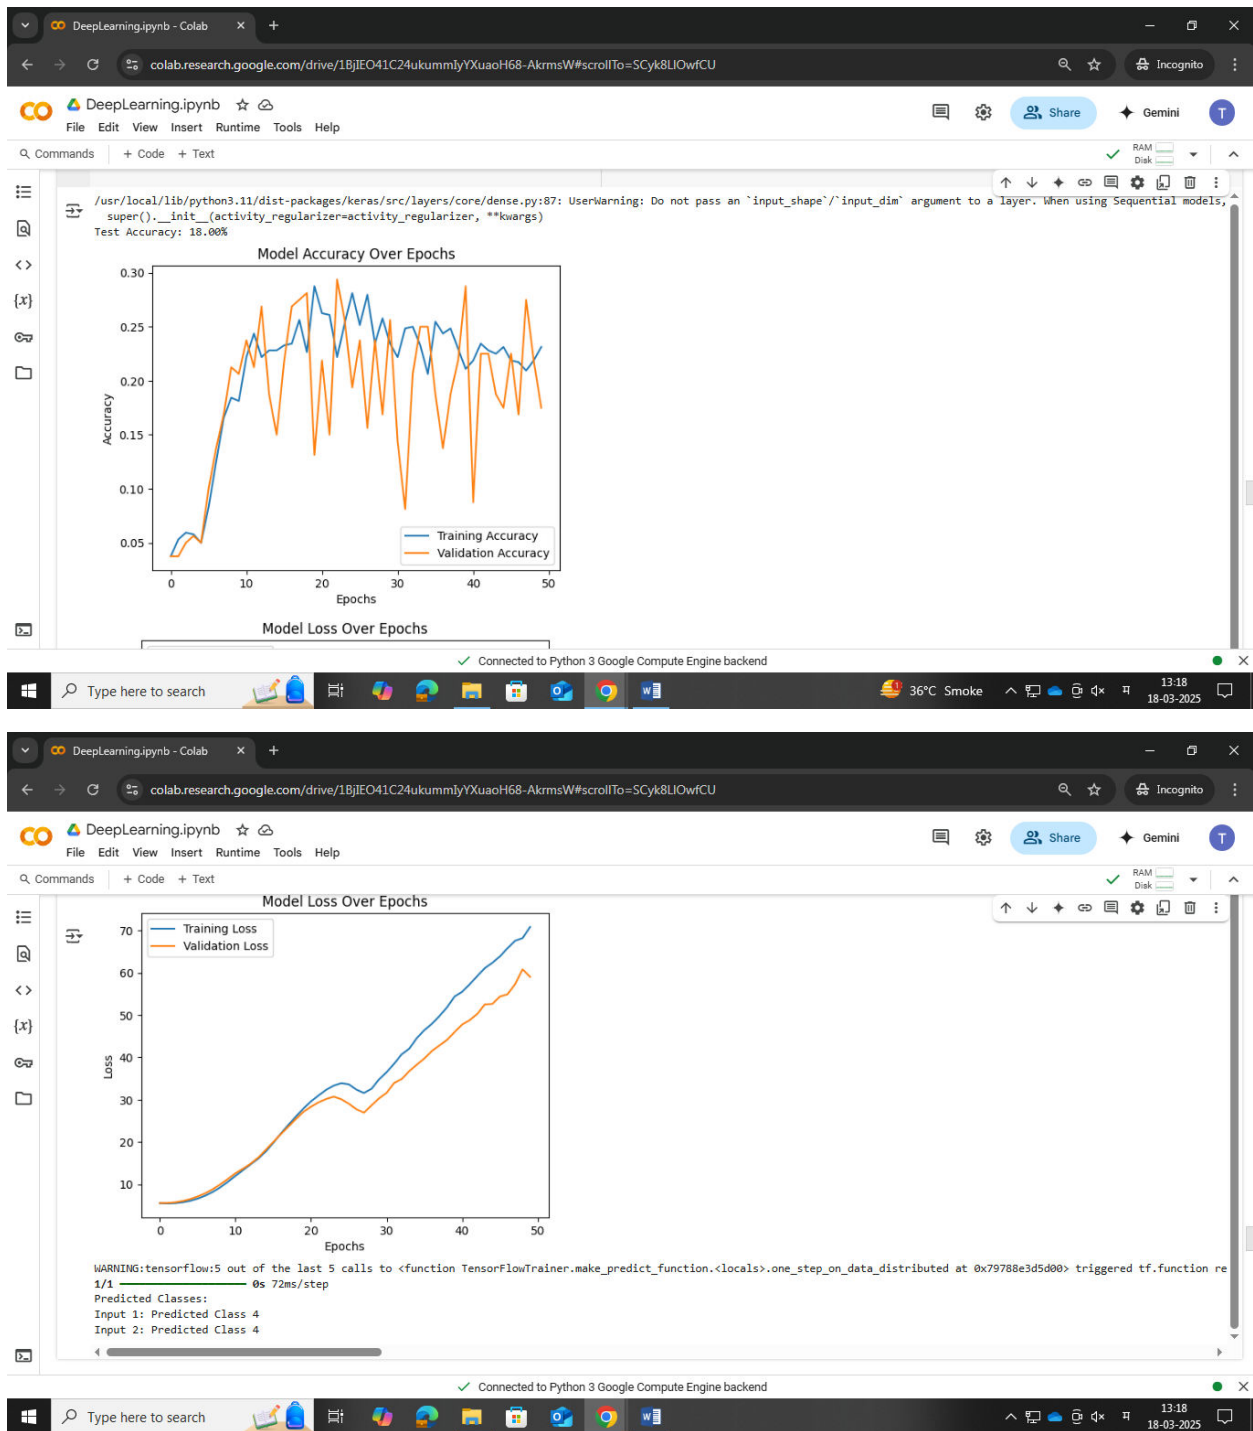 DeepLearning.ipynb - Colab
colab.research.google.com/drive/1BjIEO41C24ukummIyYXuaoH68-AkrmsW#scrollTo=SCyk8LIOwfCU
Incognito
DeepLearning.ipynb
File Edit View Insert Runtime Tools Help
Share
Gemini
T
Commands + Code + Text
RAM
Disk
/usr/local/lib/python3.11/dist-packages/keras/src/layers/core/dense.py:87: UserWarning: Do not pass an `input_shape`/`input_dim` argument to a layer. When using Sequential models,
super().__init__(activity_regularizer=activity_regularizer, **kwargs)
Test Accuracy: 18.00%
Model Accuracy Over Epochs
0.30
0.25
0.20
0.15
0.10
0.05
Accuracy
Training Accuracy
Validation Accuracy
0 10 20 30 40 50
Epochs
Model Loss Over Epochs
Connected to Python 3 Google Compute Engine backend
Type here to search
1
36°C Smoke
म
13:18
18-03-2025
DeepLearning.ipynb - Colab
colab.research.google.com/drive/1BjIEO41C24ukummIyYXuaoH68-AkrmsW#scrollTo=SCyk8LIOwfCU
Incognito
DeepLearning.ipynb
File Edit View Insert Runtime Tools Help
Share
Gemini
T
Commands + Code + Text
RAM
Disk
Model Loss Over Epochs
Training Loss
Validation Loss
70
60
50
40
30
20
10
Loss
0 10 20 30 40 50
Epochs
WARNING:tensorflow:5 out of the last 5 calls to <function TensorFlowTrainer.make_predict_function.<locals>.one_step_on_data_distributed at 0x79788e3d5d00> triggered tf.function re
1/1 0s 72ms/step
Predicted Classes:
Input 1: Predicted Class 4
Input 2: Predicted Class 4
Connected to Python 3 Google Compute Engine backend
Type here to search
म
13:18
18-03-2025